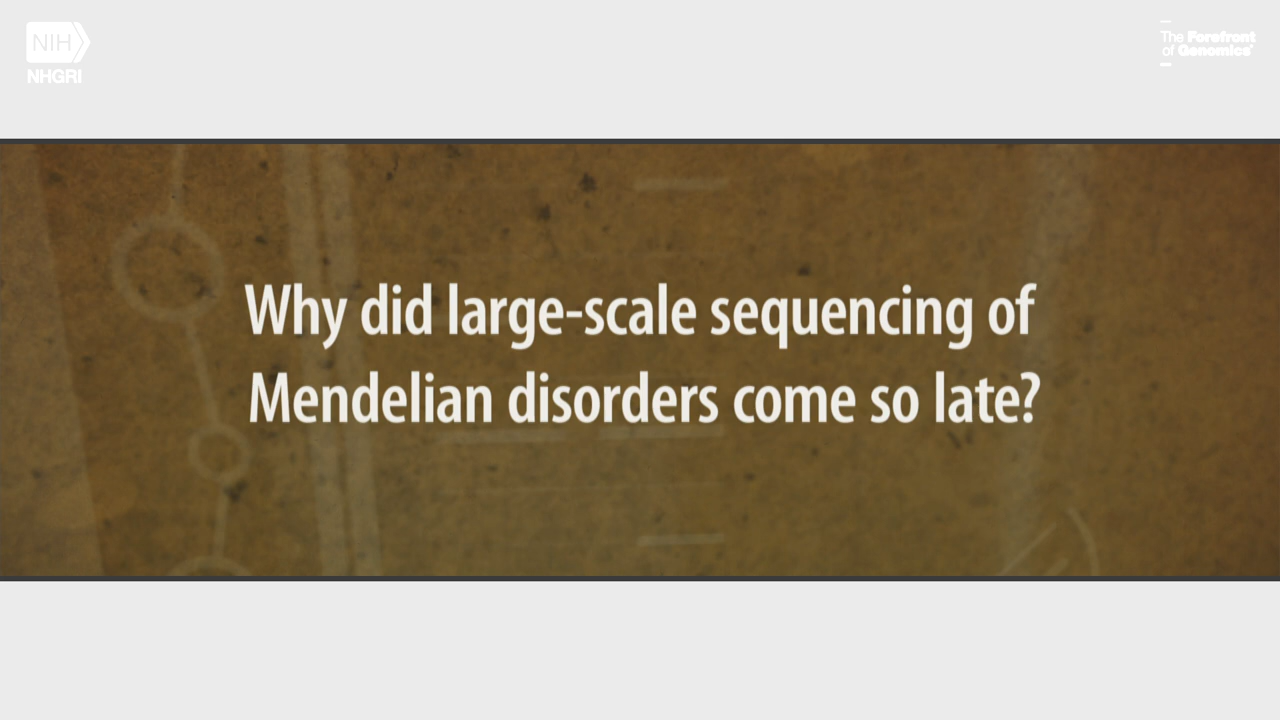 NIH
NHGRI
The Forefront
of Genomics®
Why did large-scale sequencing of
Mendelian disorders come so late?